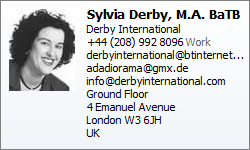 Sylvia Derby, M.A. BaTB
Derby International
+44 (208) 992 8096 Work
derbyinternational@btinternet...
adadiorama@gmx.de
info@derbyinternational.com
Ground Floor
4 Emanuel Avenue
London W3 6JH
UK